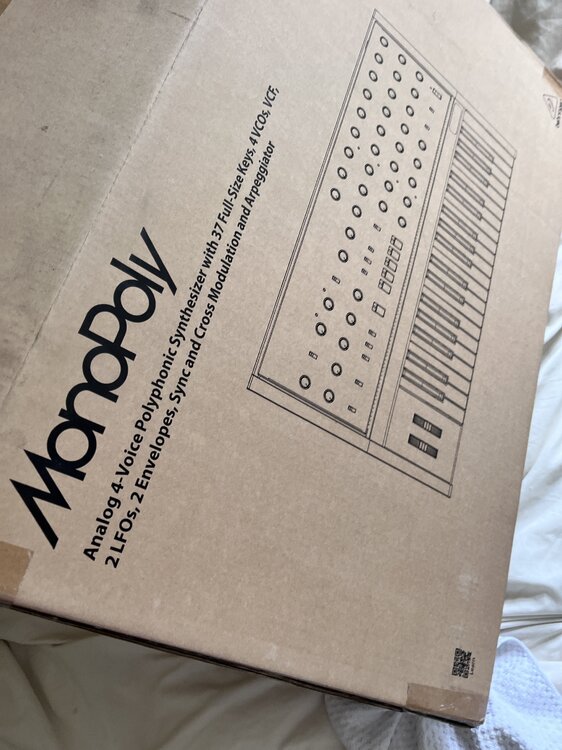 MonoPoly
Analog 4-Voice Polyphonic Synthesizer with 37 Full-Size Keys, 4 VCOs, VCF,
2 LFOs, 2 Envelopes, Sync and Cross Modulation and Arpeggiator